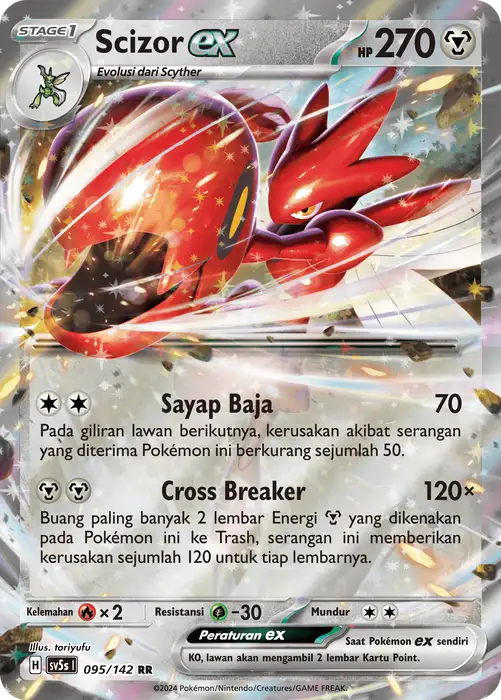 STAGE1 Scizor ex HP 270
Evolusi dari Scyther
Sayap Baja 70
Pada giliran lawan berikutnya, kerusakan akibat serangan
yang diterima Pokémon ini berkurang sejumlah 50.
Cross Breaker 120×
Buang paling banyak 2 lembar Energi yang dikenakan
pada Pokémon ini ke Trash, serangan ini memberikan
kerusakan sejumlah 120 untuk tiap lembarnya.
Kelemahan ×2 Resistansi -30 Mundur
Illus. toriyufu
Peraturan ex Saat Pokémon ex sendiri
KO, lawan akan mengambil 2 lembar Kartu Point.
H sv5s I 095/142 RR
©2024 Pokémon/Nintendo/Creatures/GAME FREAK.